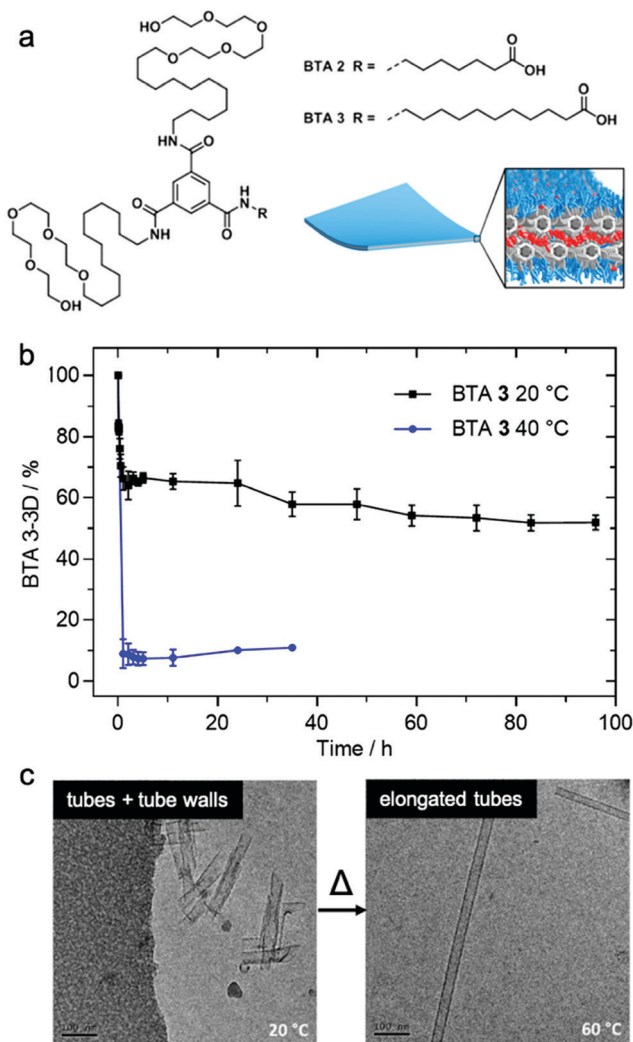 a
HO
O
O
O
O
O
BTA 2 R =
O
OH
BTA 3 R =
O
OH
HN
O
O
N
H
O
HN
R
O
O
O
O
OH
b
BTA 3-3D / %
100
80
60
40
20
0
BTA 3 20 °C
BTA 3 40 °C
0 20 40 60 80 100
Time / h
c
tubes + tube walls
elongated tubes
Δ
100 nm
20 °C
100 nm
60 °C